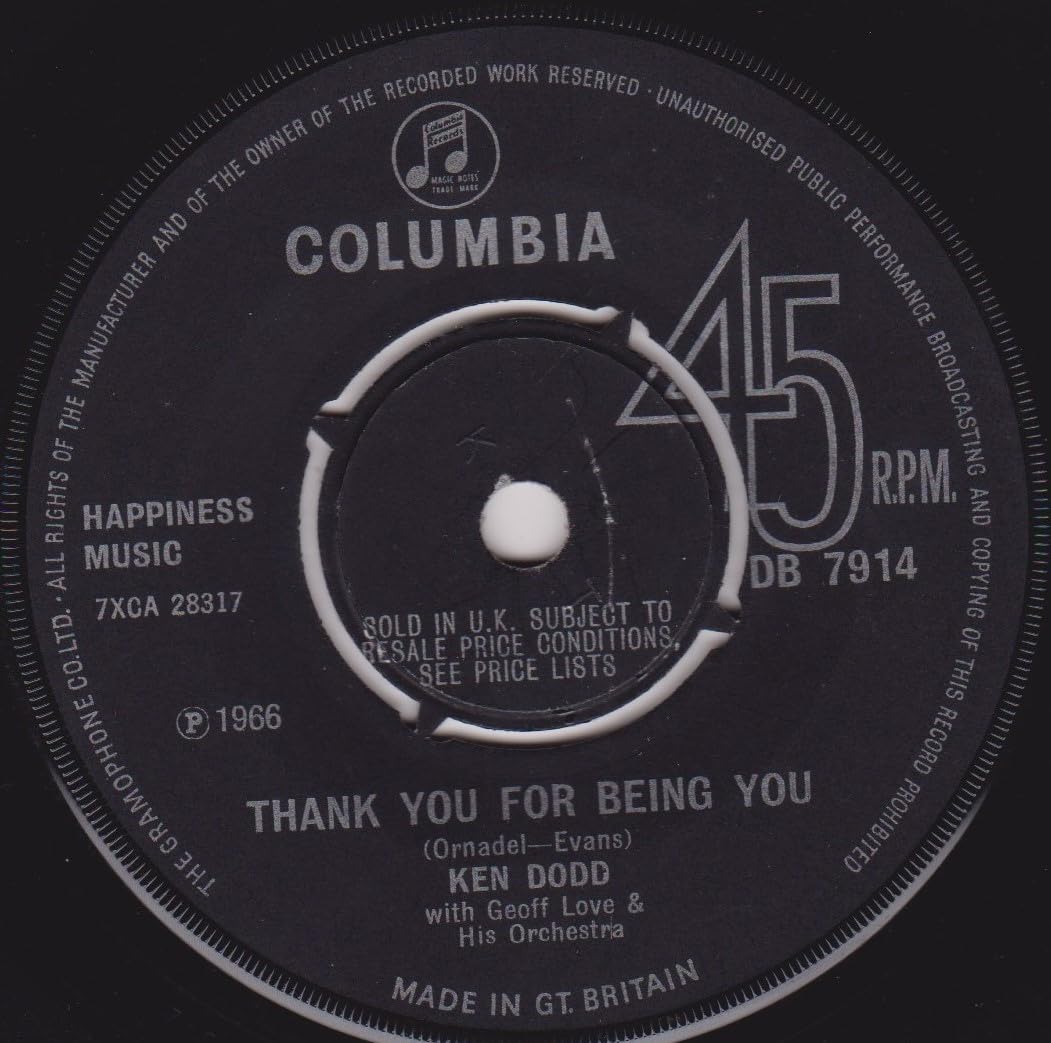 THE GRAMOPHONE CO. LTD. · ALL RIGHTS OF THE MANUFACTURER AND OF THE OWNER OF THE RECORDED WORK RESERVED · UNAUTHORISED PUBLIC PERFORMANCE BROADCASTING AND COPYING OF THIS RECORD PROHIBITED
Columbia
Records
MAGIC NOTES
TRADE MARK
COLUMBIA
45
R.P.M.
DB 7914
HAPPINESS
MUSIC
7XCA 28317
SOLD IN U.K. SUBJECT TO
RESALE PRICE CONDITIONS,
SEE PRICE LISTS
℗ 1966
THANK YOU FOR BEING YOU
(Ornadel—Evans)
KEN DODD
with Geoff Love &
His Orchestra
MADE IN GT. BRITAIN